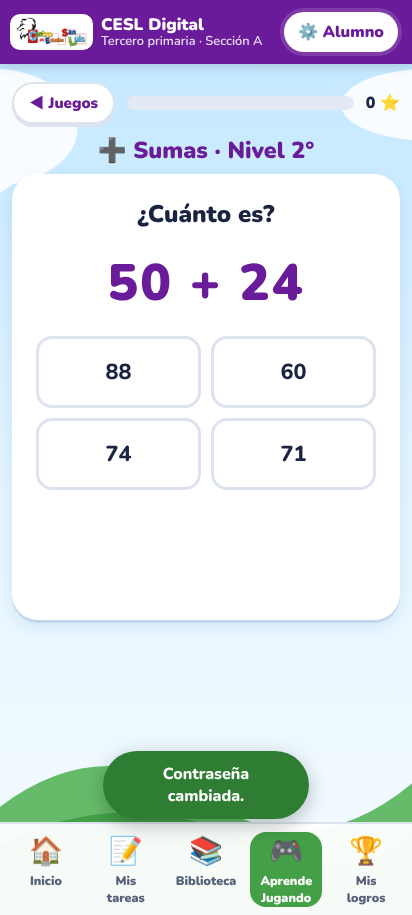 CESL Digital
Tercero primaria · Sección A
Alumno
◀ Juegos
0
Sumas · Nivel 2°
¿Cuánto es?
50 + 24
88
60
74
71
Contraseña
cambiada.
Inicio
Mis
tareas
Biblioteca
Aprende
Jugando
Mis
logros